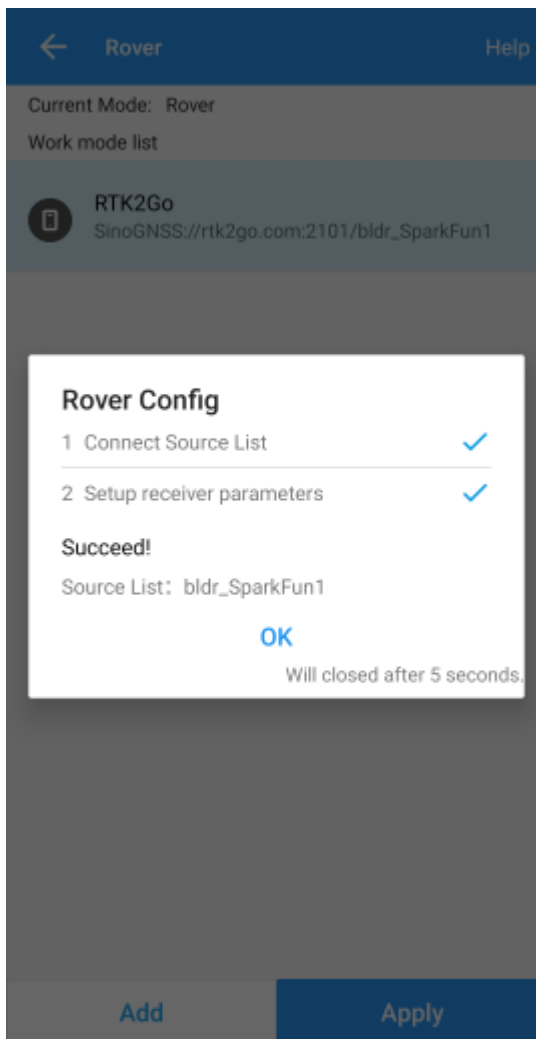 Rover Help
Current Mode: Rover
Work mode list
RTK2Go
SinoGNSS://rtk2go.com:2101/bldr_SparkFun1
Rover Config
1 Connect Source List
2 Setup receiver parameters
Succeed!
Source List: bldr_SparkFun1
OK
Will closed after 5 seconds.
Add Apply